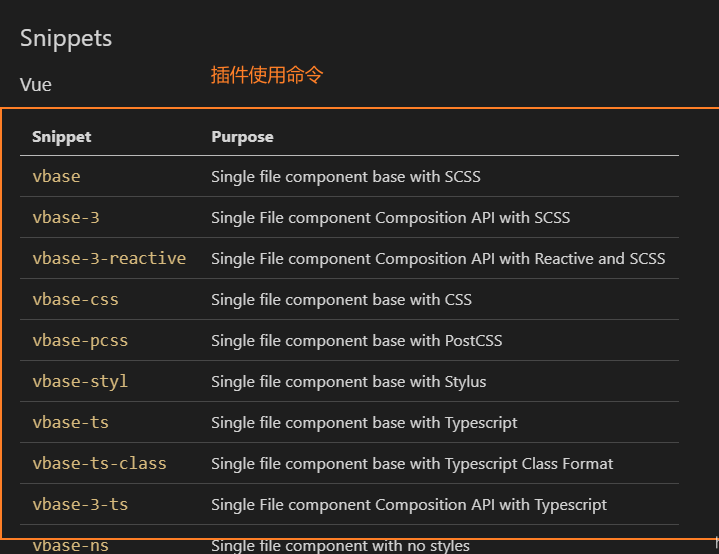 Snippets
插件使用命令
Vue
Snippet Purpose
vbase Single file component base with SCSS
vbase-3 Single File component Composition API with SCSS
vbase-3-reactive Single File component Composition API with Reactive and SCSS
vbase-css Single file component base with CSS
vbase-pcss Single file component base with PostCSS
vbase-styl Single file component base with Stylus
vbase-ts Single file component base with Typescript
vbase-ts-class Single file component base with Typescript Class Format
vbase-3-ts Single File component Composition API with Typescript
vbase-ns Single file component with no styles